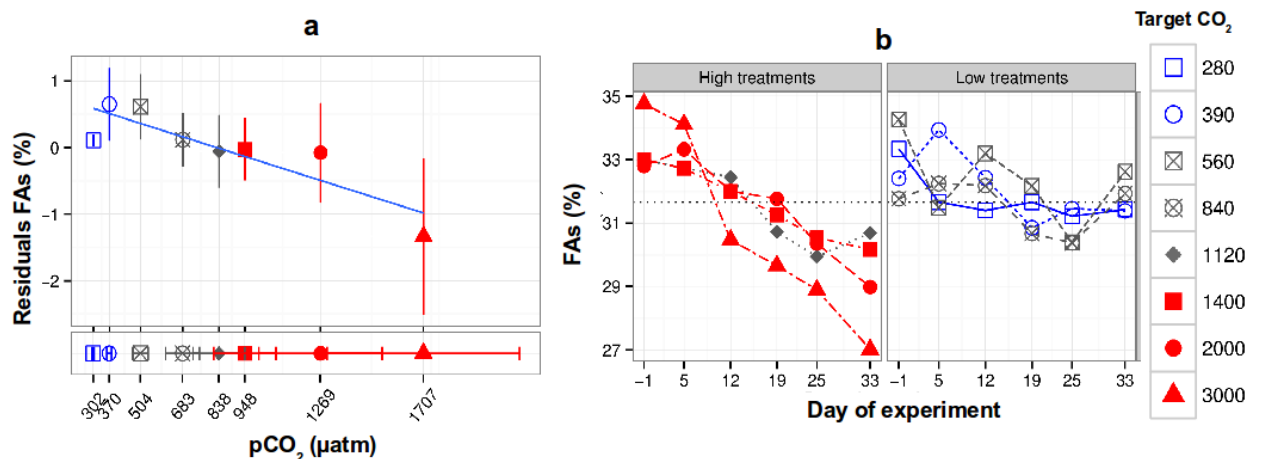 a
Residuals FAs (%)
1
0
−1
−2
302
370
504
683
838
948
1269
1707
pCO₂ (µatm)
b
High treatments
Low treatments
FAs (%)
35
33
31
29
27
−1 5 12 19 25 33
−1 5 12 19 25 33
Day of experiment
Target CO₂
280
390
560
840
1120
1400
2000
3000